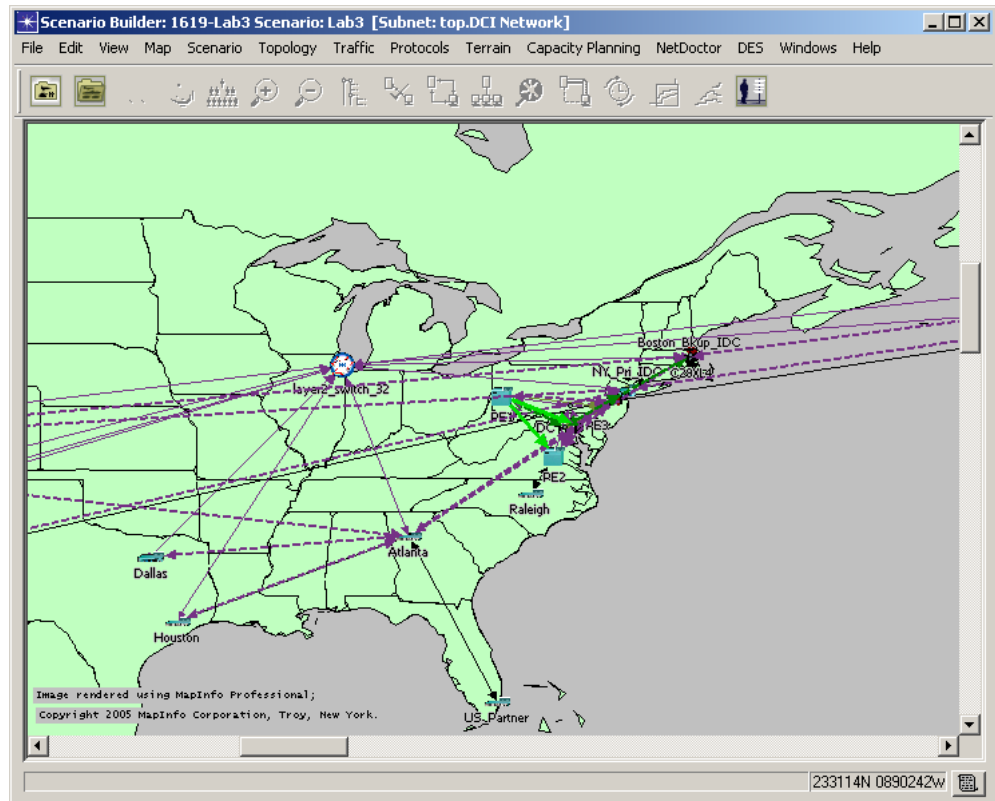 Scenario Builder: 1619-Lab3 Scenario: Lab3 [Subnet: top.DCI Network]
File Edit View Map Scenario Topology Traffic Protocols Terrain Capacity Planning NetDoctor DES Windows Help
Boston_Bkup_IDC
NY_Pri_IDC
layer2_switch_32
PE1
DC
PE3
PE2
Raleigh
Atlanta
Dallas
Houston
US_Partner
Image rendered using MapInfo Professional;
Copyright 2005 MapInfo Corporation, Troy, New York.
233114N 0890242W